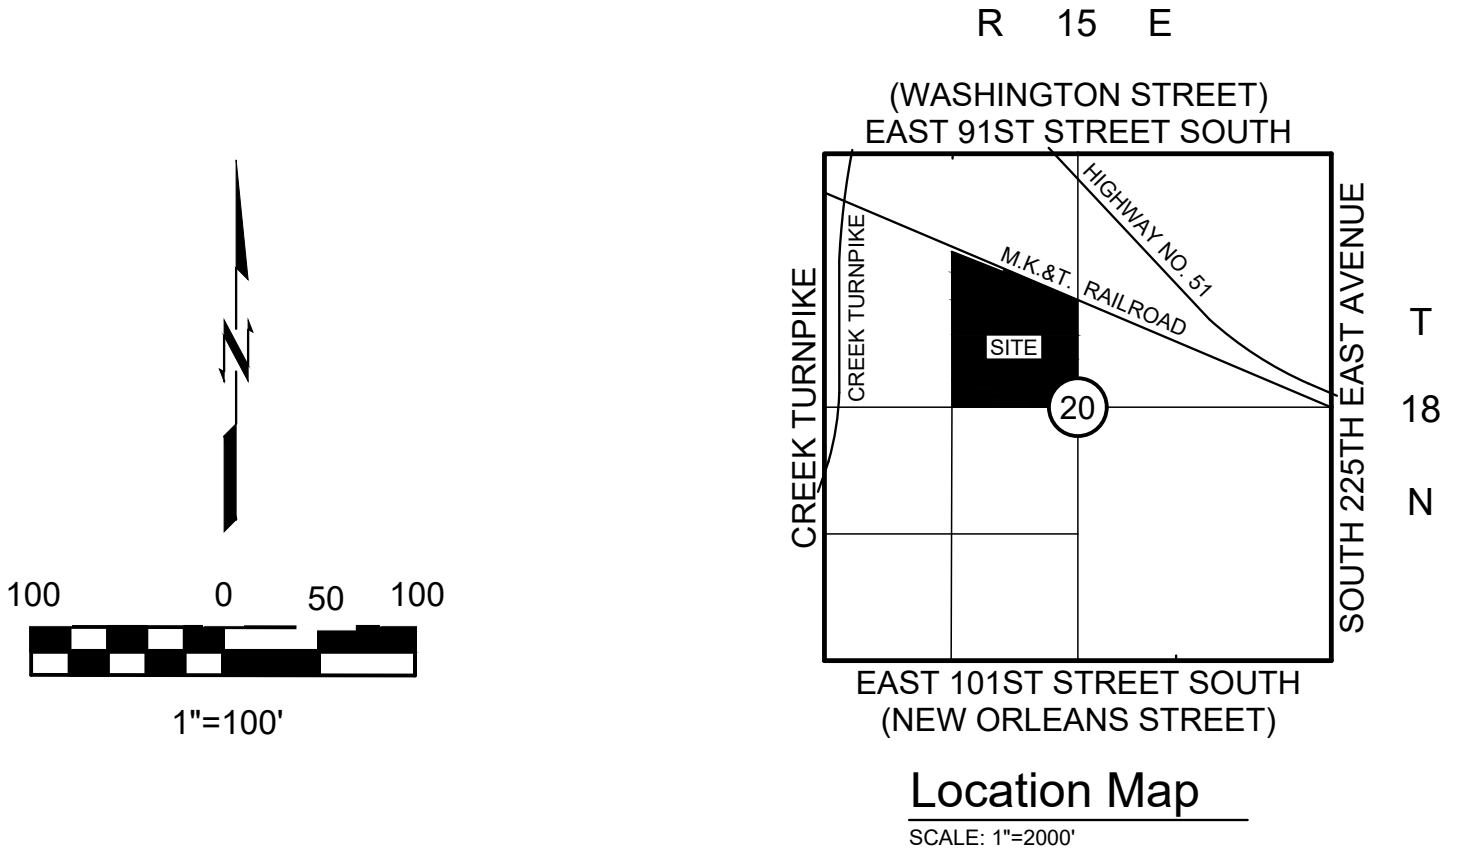 R 15 E
(WASHINGTON STREET)
EAST 91ST STREET SOUTH
HIGHWAY NO. 51
M.K.&T. RAILROAD
CREEK TURNPIKE
CREEK TURNPIKE
SITE
20
SOUTH 225TH EAST AVENUE
T
18
N
N
100 0 50 100
1"=100'
EAST 101ST STREET SOUTH
(NEW ORLEANS STREET)
Location Map
SCALE: 1"=2000'